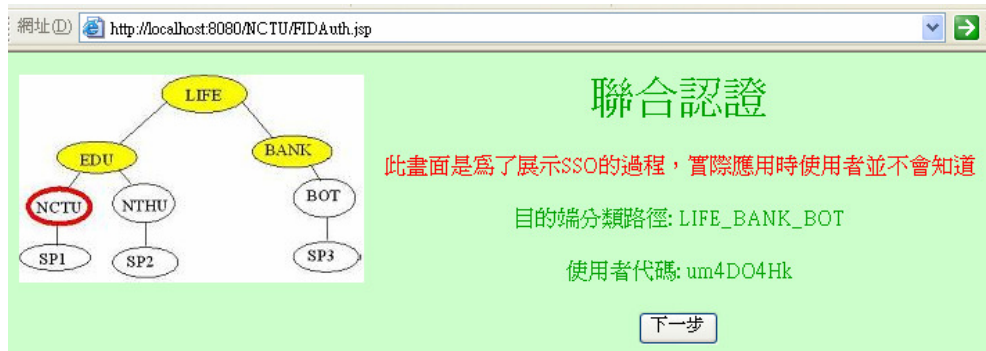 網址(D) http://localhost:8080/NCTU/FIDAuth.jsp
LIFE
EDU
BANK
NCTU
NTHU
BOT
SP1
SP2
SP3
聯合認證
此畫面是為了展示SSO的過程，實際應用時使用者並不會知道
目的端分類路徑: LIFE_BANK_BOT
使用者代碼: um4DO4Hk
下一步